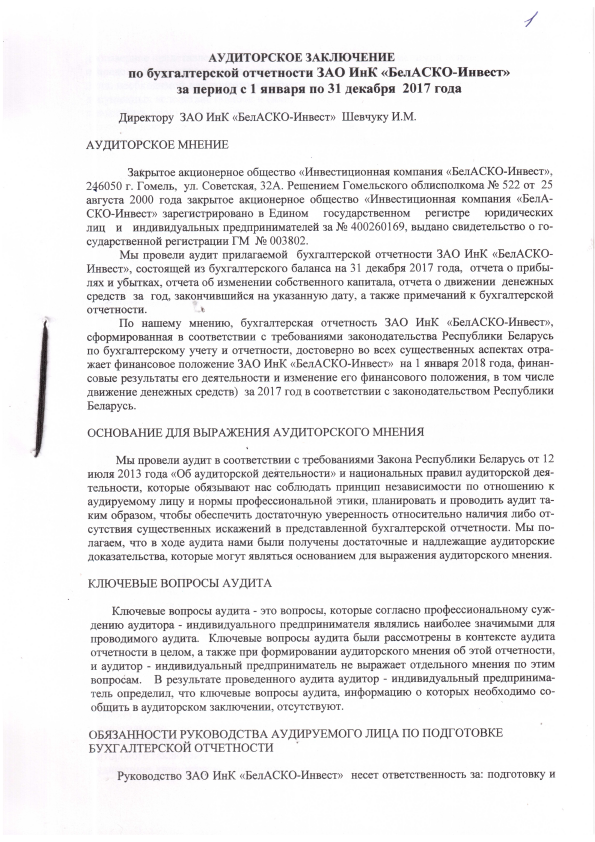 1
АУДИТОРСКОЕ ЗАКЛЮЧЕНИЕ
по бухгалтерской отчетности ЗАО ИнК «БелАСКО-Инвест»
за период с 1 января по 31 декабря 2017 года
Директору ЗАО ИнК «БелАСКО-Инвест» Шевчуку И.М.
АУДИТОРСКОЕ МНЕНИЕ
Закрытое акционерное общество «Инвестиционная компания «БелАСКО-Инвест»,
246050 г. Гомель, ул. Советская, 32А. Решением Гомельского облисполкома № 522 от 25
августа 2000 года закрытое акционерное общество «Инвестиционная компания «БелА-
СКО-Инвест» зарегистрировано в Едином государственном регистре юридических
лиц и индивидуальных предпринимателей за № 400260169, выдано свидетельство о го-
сударственной регистрации ГМ № 003802.
Мы провели аудит прилагаемой бухгалтерской отчетности ЗАО ИнК «БелАСКО-
Инвест», состоящей из бухгалтерского баланса на 31 декабря 2017 года, отчета о прибы-
лях и убытках, отчета об изменении собственного капитала, отчета о движении денежных
средств за год, закончившийся на указанную дату, а также примечаний к бухгалтерской
отчетности.
По нашему мнению, бухгалтерская отчетность ЗАО ИнК «БелАСКО-Инвест»,
сформированная в соответствии с требованиями законодательства Республики Беларусь
по бухгалтерскому учету и отчетности, достоверно во всех существенных аспектах отра-
жает финансовое положение ЗАО ИнК «БелАСКО-Инвест» на 1 января 2018 года, финан-
совые результаты его деятельности и изменение его финансового положения, в том числе
движение денежных средств) за 2017 год в соответствии с законодательством Республики
Беларусь.
ОСНОВАНИЕ ДЛЯ ВЫРАЖЕНИЯ АУДИТОРСКОГО МНЕНИЯ
Мы провели аудит в соответствии с требованиями Закона Республики Беларусь от 12
июля 2013 года «Об аудиторской деятельности» и национальных правил аудиторской дея-
тельности, которые обязывают нас соблюдать принцип независимости по отношению к
аудируемому лицу и нормы профессиональной этики, планировать и проводить аудит та-
ким образом, чтобы обеспечить достаточную уверенность относительно наличия либо от-
сутствия существенных искажений в представленной бухгалтерской отчетности. Мы по-
лагаем, что в ходе аудита нами были получены достаточные и надлежащие аудиторские
доказательства, которые могут являться основанием для выражения аудиторского мнения.
КЛЮЧЕВЫЕ ВОПРОСЫ АУДИТА
Ключевые вопросы аудита - это вопросы, которые согласно профессиональному суж-
дению аудитора - индивидуального предпринимателя являлись наиболее значимыми для
проводимого аудита. Ключевые вопросы аудита были рассмотрены в контексте аудита
отчетности в целом, а также при формировании аудиторского мнения об этой отчетности,
и аудитор - индивидуальный предприниматель не выражает отдельного мнения по этим
вопросам. В результате проведенного аудита аудитор - индивидуальный предпринима-
тель определил, что ключевые вопросы аудита, информацию о которых необходимо со-
общить в аудиторском заключении, отсутствуют.
ОБЯЗАННОСТИ РУКОВОДСТВА АУДИРУЕМОГО ЛИЦА ПО ПОДГОТОВКЕ
БУХГАЛТЕРСКОЙ ОТЧЕТНОСТИ
Руководство ЗАО ИнК «БелАСКО-Инвест» несет ответственность за: подготовку и